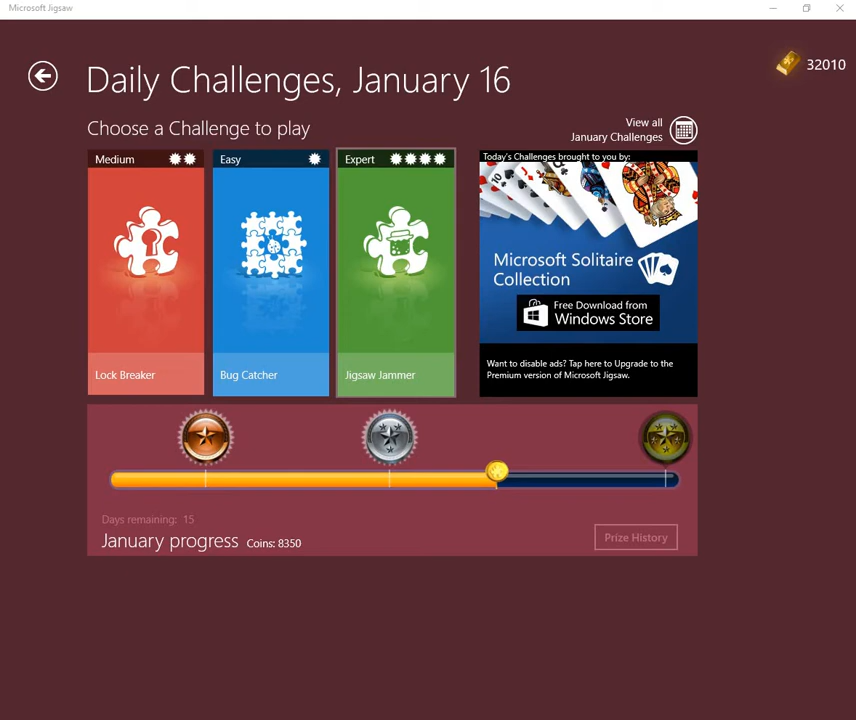 Microsoft Jigsaw
32010
Daily Challenges, January 16
Choose a Challenge to play
View all
January Challenges
Medium
Easy
Expert
Lock Breaker
Bug Catcher
Jigsaw Jammer
Today's Challenges brought to you by:
10
J
Q
K
Microsoft Solitaire
Collection
Free Download from
Windows Store
Want to disable ads? Tap here to Upgrade to the
Premium version of Microsoft Jigsaw.
Days remaining: 15
January progress Coins: 8350
Prize History